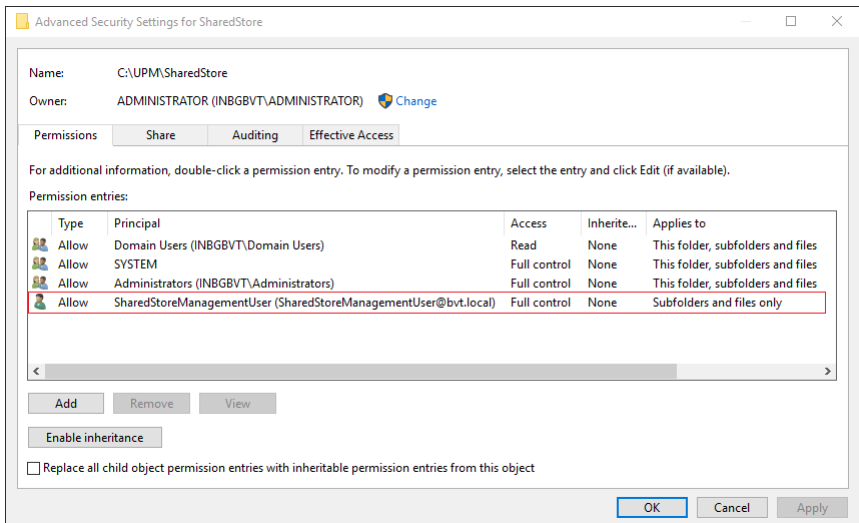 Advanced Security Settings for SharedStore
Name: C:\UPM\SharedStore
Owner: ADMINISTRATOR (INBGBVT\ADMINISTRATOR) Change
Permissions Share Auditing Effective Access
For additional information, double-click a permission entry. To modify a permission entry, select the entry and click Edit (if available).
Permission entries:
Type Principal Access Inherite... Applies to
Allow Domain Users (INBGBVT\Domain Users) Read None This folder, subfolders and files
Allow SYSTEM Full control None This folder, subfolders and files
Allow Administrators (INBGBVT\Administrators) Full control None This folder, subfolders and files
Allow SharedStoreManagementUser (SharedStoreManagementUser@bvt.local) Full control None Subfolders and files only
Add Remove View
Enable inheritance
Replace all child object permission entries with inheritable permission entries from this object
OK Cancel Apply